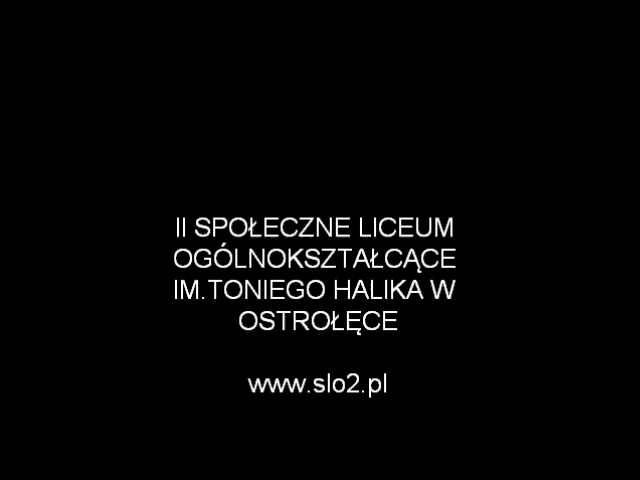 II SPOŁECZNE LICEUM
OGÓLNOKSZTAŁCĄCE
IM.TONIEGO HALIKA W
OSTROŁĘCE
www.slo2.pl